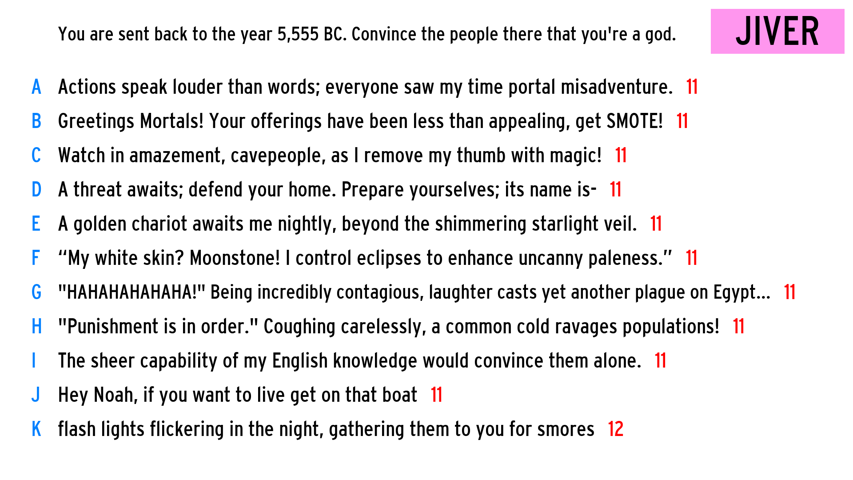 You are sent back to the year 5,555 BC. Convince the people there that you're a god.
JIVER
A Actions speak louder than words; everyone saw my time portal misadventure. 11
B Greetings Mortals! Your offerings have been less than appealing, get SMOTE! 11
C Watch in amazement, cavepeople, as I remove my thumb with magic! 11
D A threat awaits; defend your home. Prepare yourselves; its name is- 11
E A golden chariot awaits me nightly, beyond the shimmering starlight veil. 11
F “My white skin? Moonstone! I control eclipses to enhance uncanny paleness.” 11
G "HAHAHAHAHAHA!" Being incredibly contagious, laughter casts yet another plague on Egypt... 11
H "Punishment is in order." Coughing carelessly, a common cold ravages populations! 11
I The sheer capability of my English knowledge would convince them alone. 11
J Hey Noah, if you want to live get on that boat 11
K flash lights flickering in the night, gathering them to you for smores 12